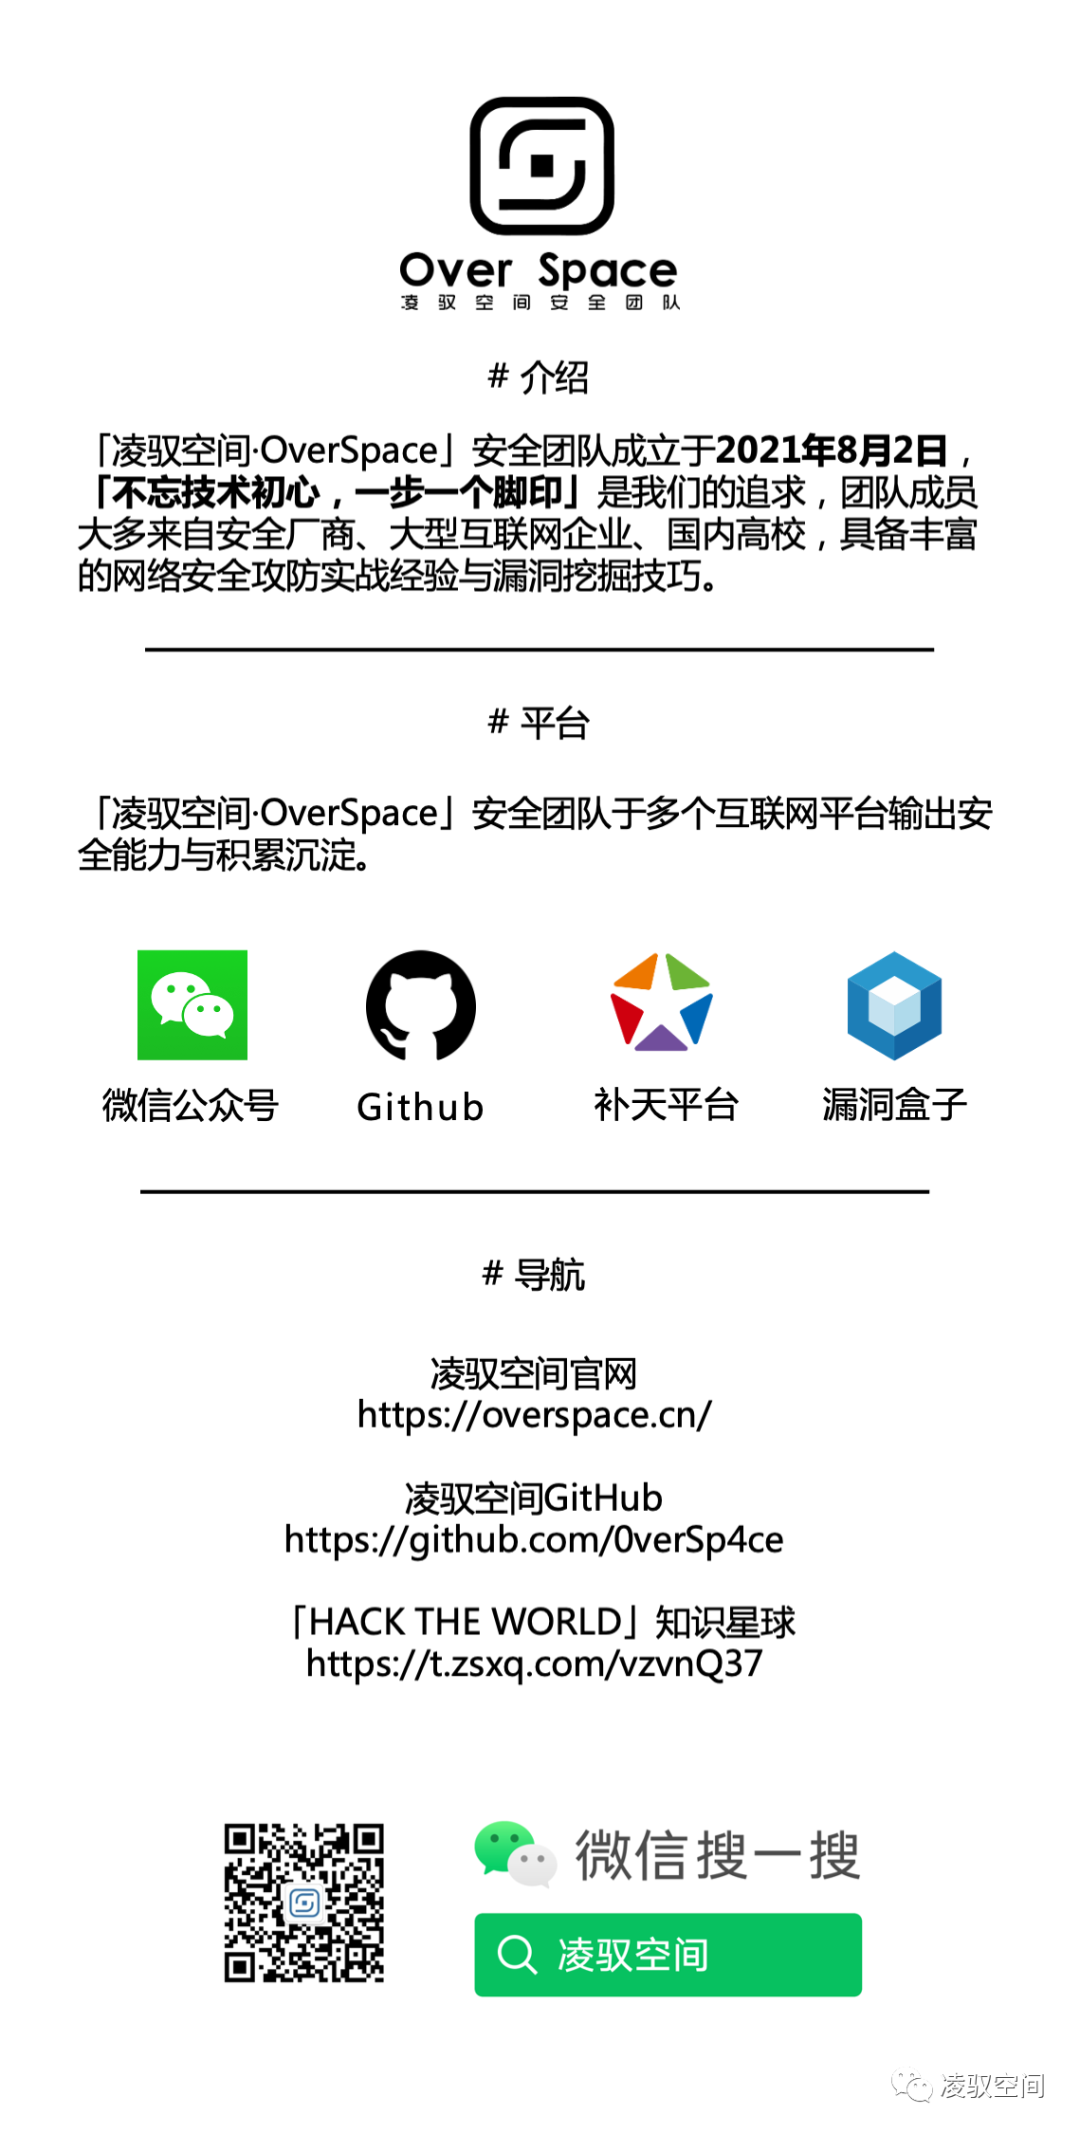 Over Space
凌驭空间安全团队
# 介绍
「凌驭空间·OverSpace」安全团队成立于2021年8月2日，
「不忘技术初心，一步一个脚印」是我们的追求，团队成员
大多来自安全厂商、大型互联网企业、国内高校，具备丰富
的网络安全攻防实战经验与漏洞挖掘技巧。
# 平台
「凌驭空间·OverSpace」安全团队于多个互联网平台输出安
全能力与积累沉淀。
微信公众号
Github
补天平台
漏洞盒子
# 导航
凌驭空间官网
https://overspace.cn/
凌驭空间GitHub
https://github.com/0verSp4ce
「HACK THE WORLD」知识星球
https://t.zsxq.com/vzvnQ37
微信搜一搜
凌驭空间
凌驭空间